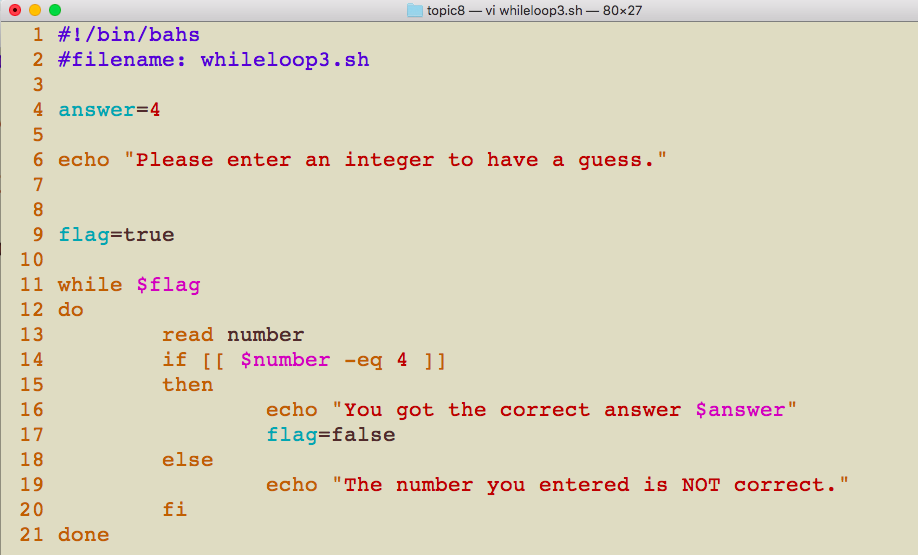 topic8 — vi whileloop3.sh — 80×27
1 #!/bin/bahs
2 #filename: whileloop3.sh
3
4 answer=4
5
6 echo "Please enter an integer to have a guess."
7
8
9 flag=true
10
11 while $flag
12 do
13         read number
14         if [[ $number -eq 4 ]]
15         then
16                 echo "You got the correct answer $answer"
17                 flag=false
18         else
19                 echo "The number you entered is NOT correct."
20         fi
21 done